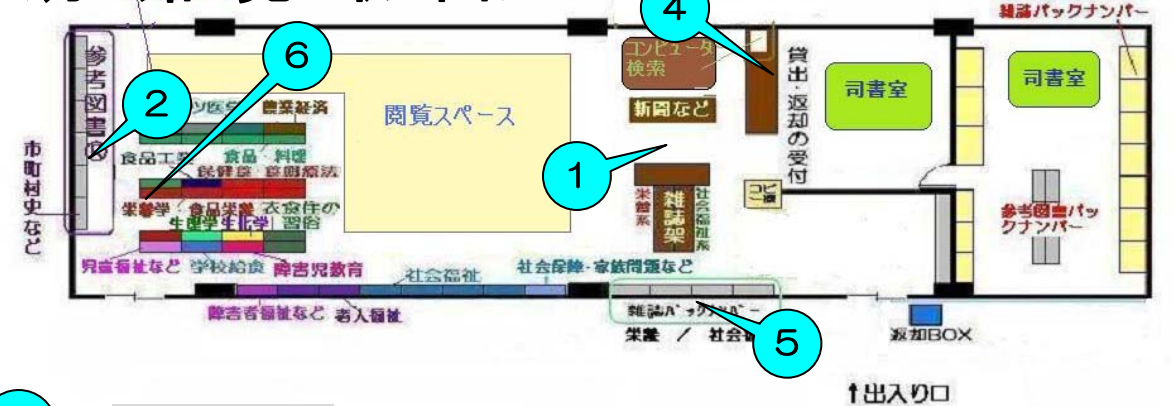 雑誌バックナンバー
4
6
コンピュータ
検索
貸出・返却の受付
司書室
司書室
参考図書
2
農業経済
閲覧スペース
新聞など
市町村史など
食品工
食品・料理
保健食・食餌療法
1
栄養系
雑誌架
社会福祉系
コピー機
栄養学・食品栄養
衣食住の
習俗
生理学
生化学
参考図書バッ
クナンバー
児童福祉など
学校給食
障害児教育
社会福祉
社会保障・家族問題など
障害者福祉など
老人福祉
雑誌バックナンバー
栄養 / 社会
5
返却BOX
↑出入り口